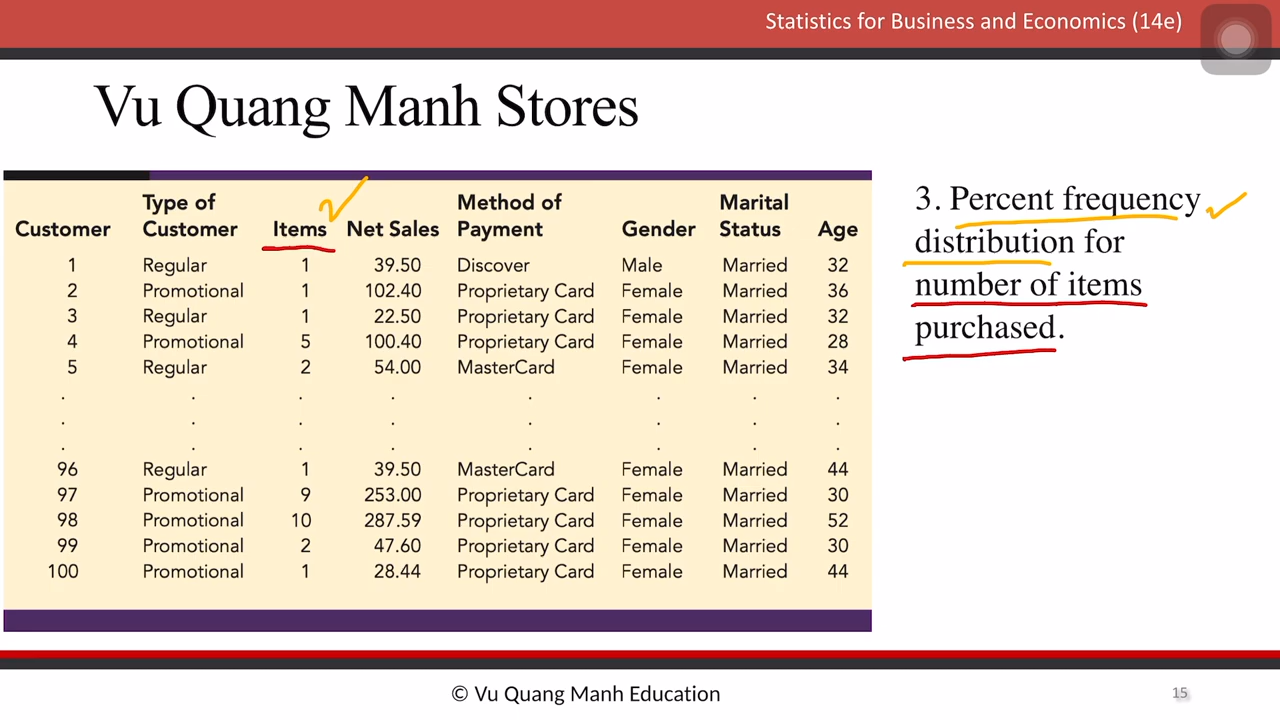 Statistics for Business and Economics (14e)
Vu Quang Manh Stores
Customer Type of Customer Items Net Sales Method of Payment Gender Marital Status Age
1 Regular 1 39.50 Discover Male Married 32
2 Promotional 1 102.40 Proprietary Card Female Married 36
3 Regular 1 22.50 Proprietary Card Female Married 32
4 Promotional 5 100.40 Proprietary Card Female Married 28
5 Regular 2 54.00 MasterCard Female Married 34
. . . . . . . .
. . . . . . . .
. . . . . . . .
96 Regular 1 39.50 MasterCard Female Married 44
97 Promotional 9 253.00 Proprietary Card Female Married 30
98 Promotional 10 287.59 Proprietary Card Female Married 52
99 Promotional 2 47.60 Proprietary Card Female Married 30
100 Promotional 1 28.44 Proprietary Card Female Married 44
3. Percent frequency
distribution for
number of items
purchased.
© Vu Quang Manh Education
15